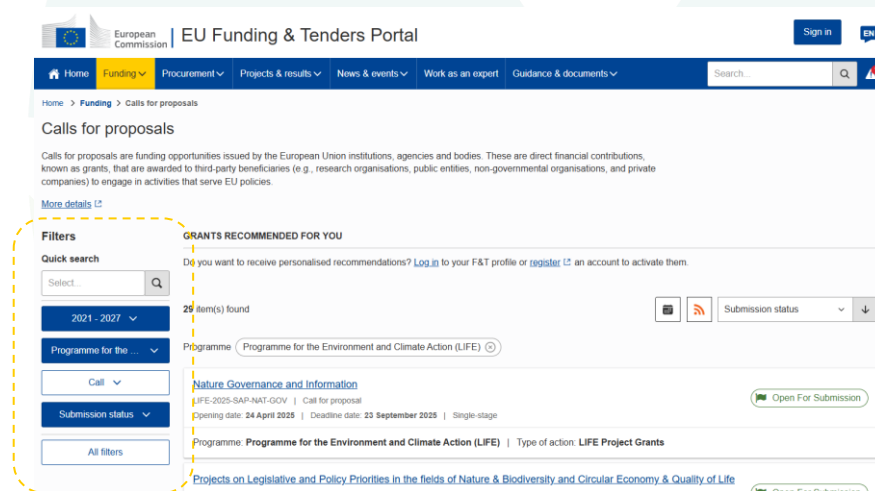 European
Commission
EU Funding & Tenders Portal
Sign in
EN
Home
Funding
Procurement
Projects & results
News & events
Work as an expert
Guidance & documents
Search...
Home > Funding > Calls for proposals
Calls for proposals
Calls for proposals are funding opportunities issued by the European Union institutions, agencies and bodies. These are direct financial contributions,
known as grants, that are awarded to third-party beneficiaries (e.g., research organisations, public entities, non-governmental organisations, and private
companies) to engage in activities that serve EU policies.
More details
Filters
Quick search
Select...
2021 - 2027
Programme for the ...
Call
Submission status
All filters
GRANTS RECOMMENDED FOR YOU
Do you want to receive personalised recommendations? Log in to your F&T profile or register an account to activate them.
29 item(s) found
Submission status
Programme
Programme for the Environment and Climate Action (LIFE)
Nature Governance and Information
LIFE-2025-SAP-NAT-GOV | Call for proposal
Opening date: 24 April 2025 | Deadline date: 23 September 2025 | Single-stage
Open For Submission
Programme: Programme for the Environment and Climate Action (LIFE) | Type of action: LIFE Project Grants
Projects on Legislative and Policy Priorities in the fields of Nature & Biodiversity and Circular Economy & Quality of Life
Open For Submission